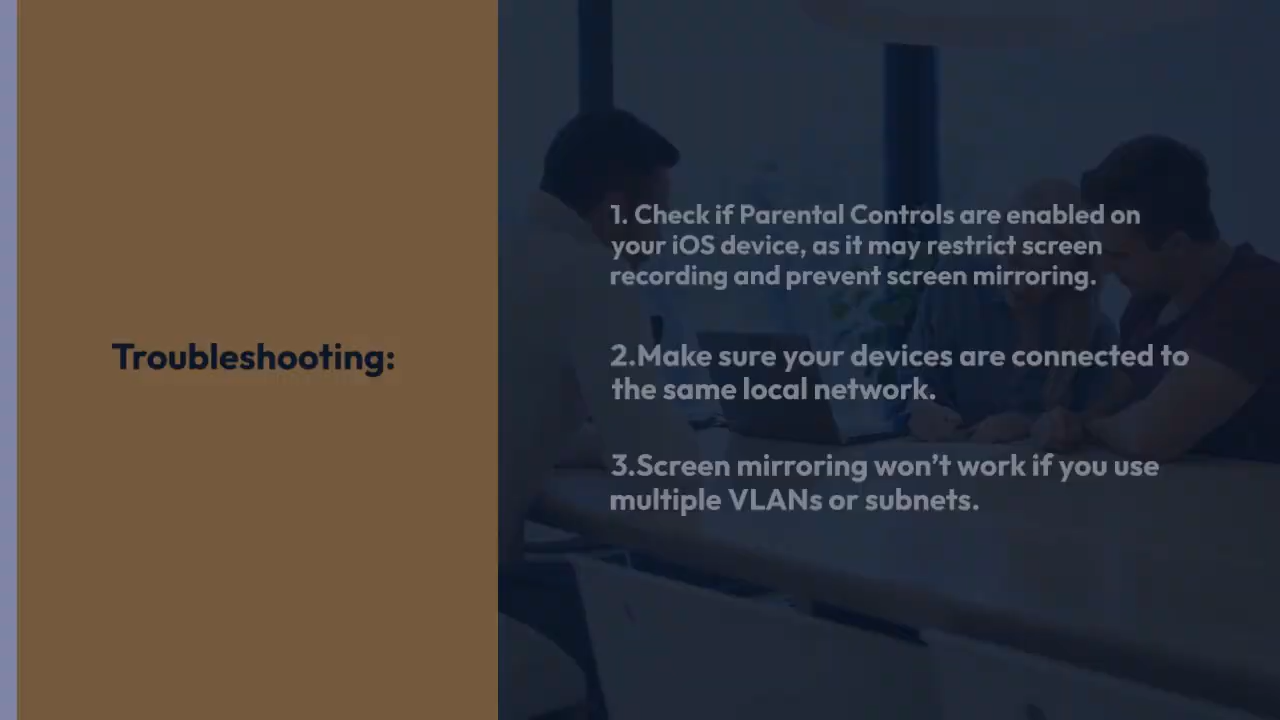 Troubleshooting:
1. Check if Parental Controls are enabled on
your iOS device, as it may restrict screen
recording and prevent screen mirroring.
2.Make sure your devices are connected to
the same local network.
3.Screen mirroring won’t work if you use
multiple VLANs or subnets.